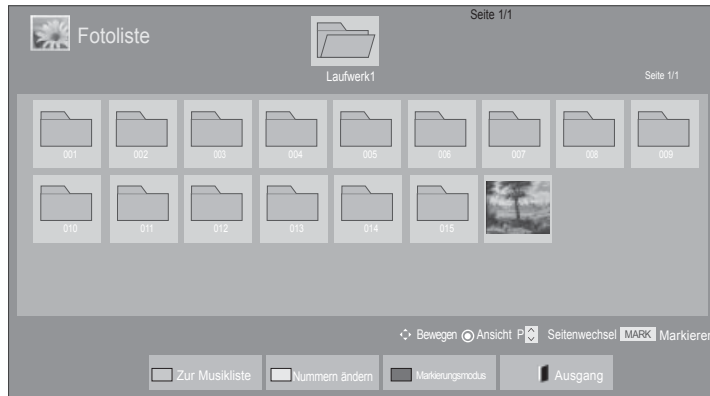 Seite 1/1
Fotoliste
Laufwerk1
Seite 1/1
001 002 003 004 005 006 007 008 009
010 011 012 013 014 015
Bewegen Ansicht P Seitenwechsel MARK Markieren
Zur Musikliste Nummern ändern Markierungsmodus Ausgang